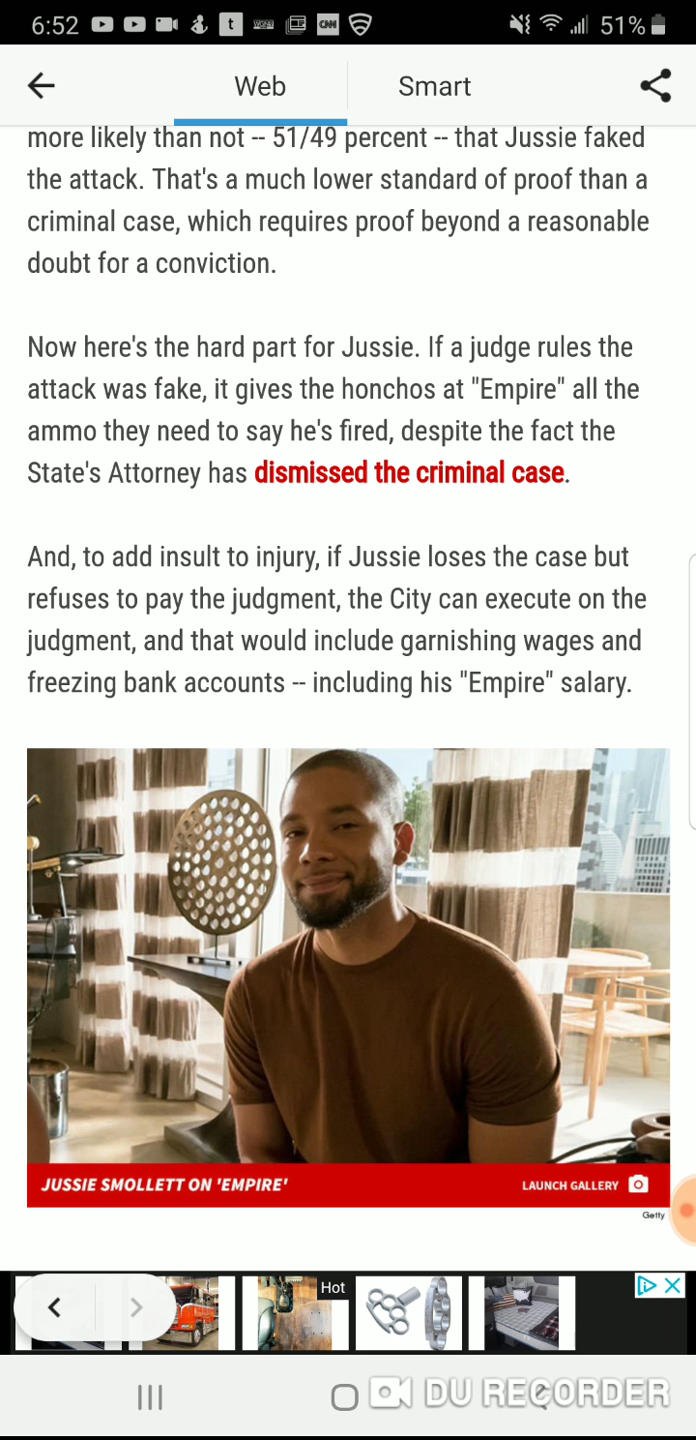 6:52
t
WGN9
CNN
51%
Web
Smart
more likely than not -- 51/49 percent -- that Jussie faked
the attack. That's a much lower standard of proof than a
criminal case, which requires proof beyond a reasonable
doubt for a conviction.
Now here's the hard part for Jussie. If a judge rules the
attack was fake, it gives the honchos at "Empire" all the
ammo they need to say he's fired, despite the fact the
State's Attorney has dismissed the criminal case.
And, to add insult to injury, if Jussie loses the case but
refuses to pay the judgment, the City can execute on the
judgment, and that would include garnishing wages and
freezing bank accounts -- including his "Empire" salary.
JUSSIE SMOLLETT ON 'EMPIRE'
LAUNCH GALLERY
Getty
Hot
DU RECORDER